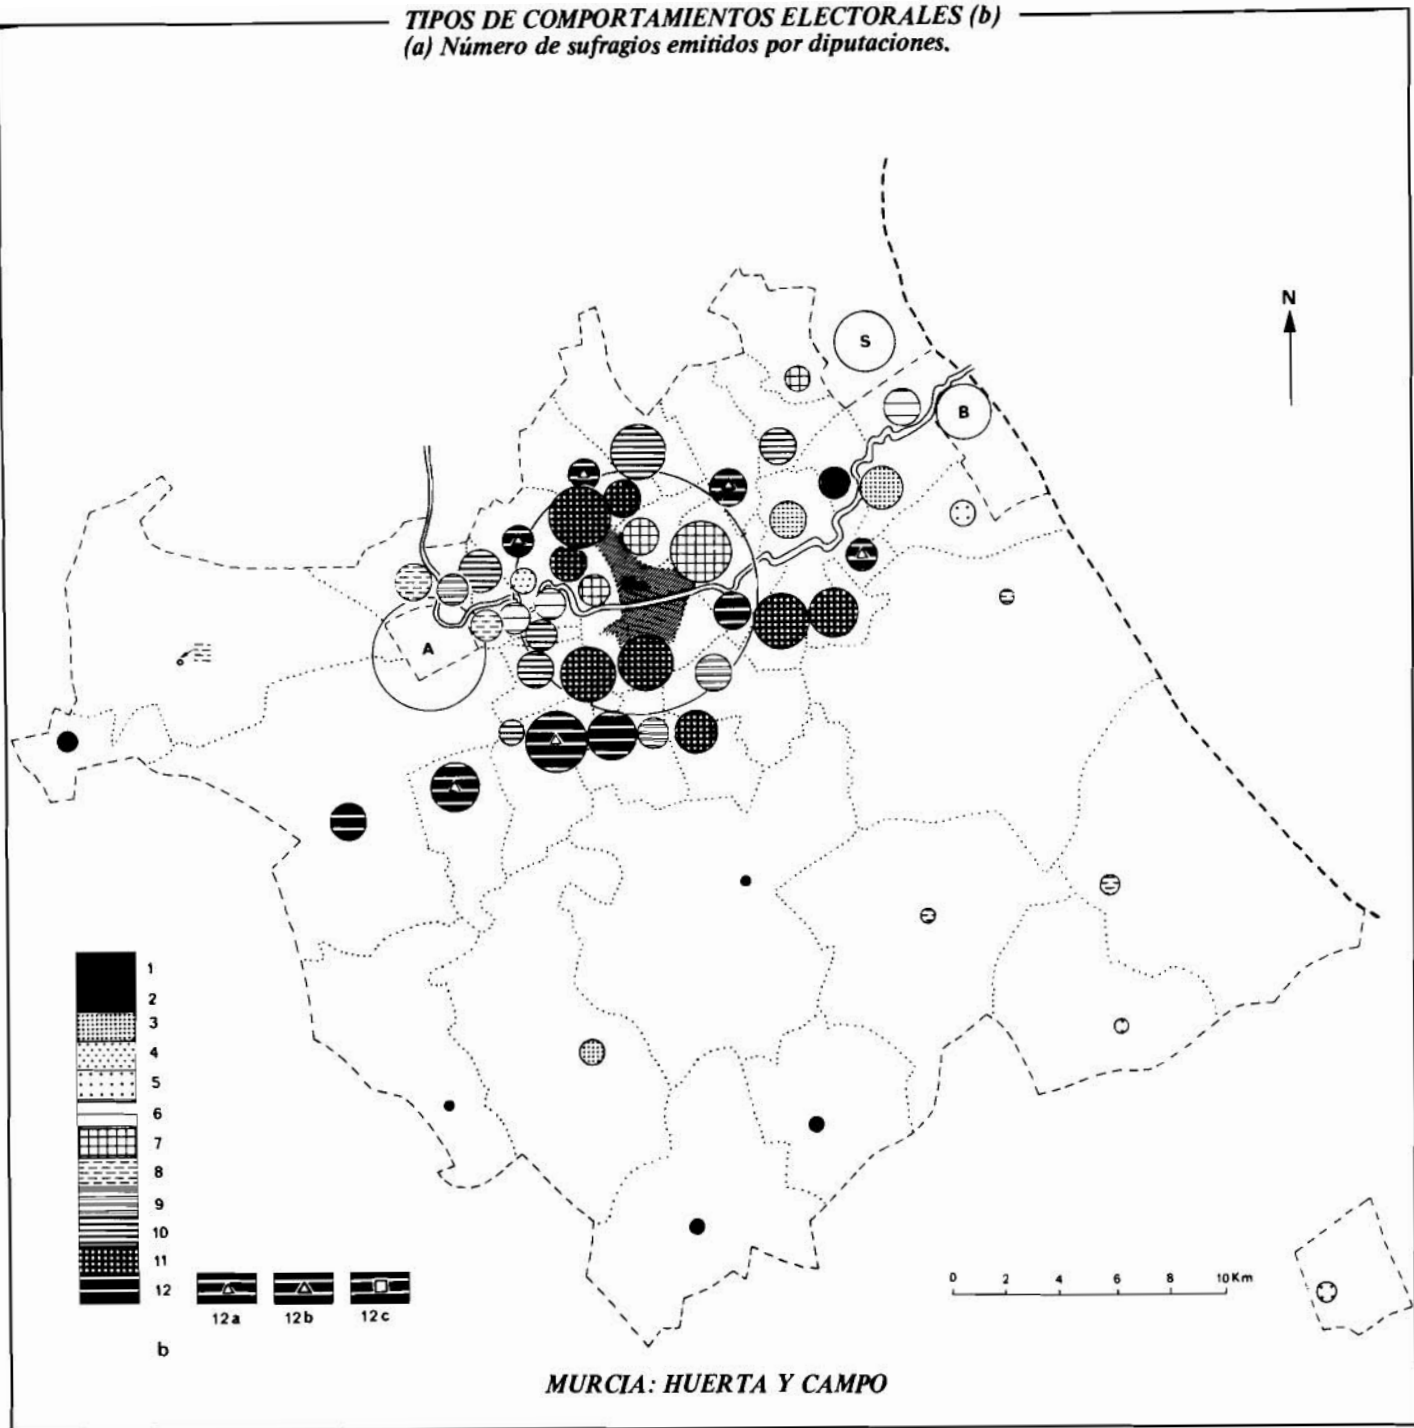 TIPOS DE COMPORTAMIENTOS ELECTORALES (b)
(a) Número de sufragios emitidos por diputaciones.
N
S
B
A
1
2
3
4
5
6
7
8
9
10
11
12
12a
12b
12c
b
0 2 4 6 8 10 Km
MURCIA: HUERTA Y CAMPO